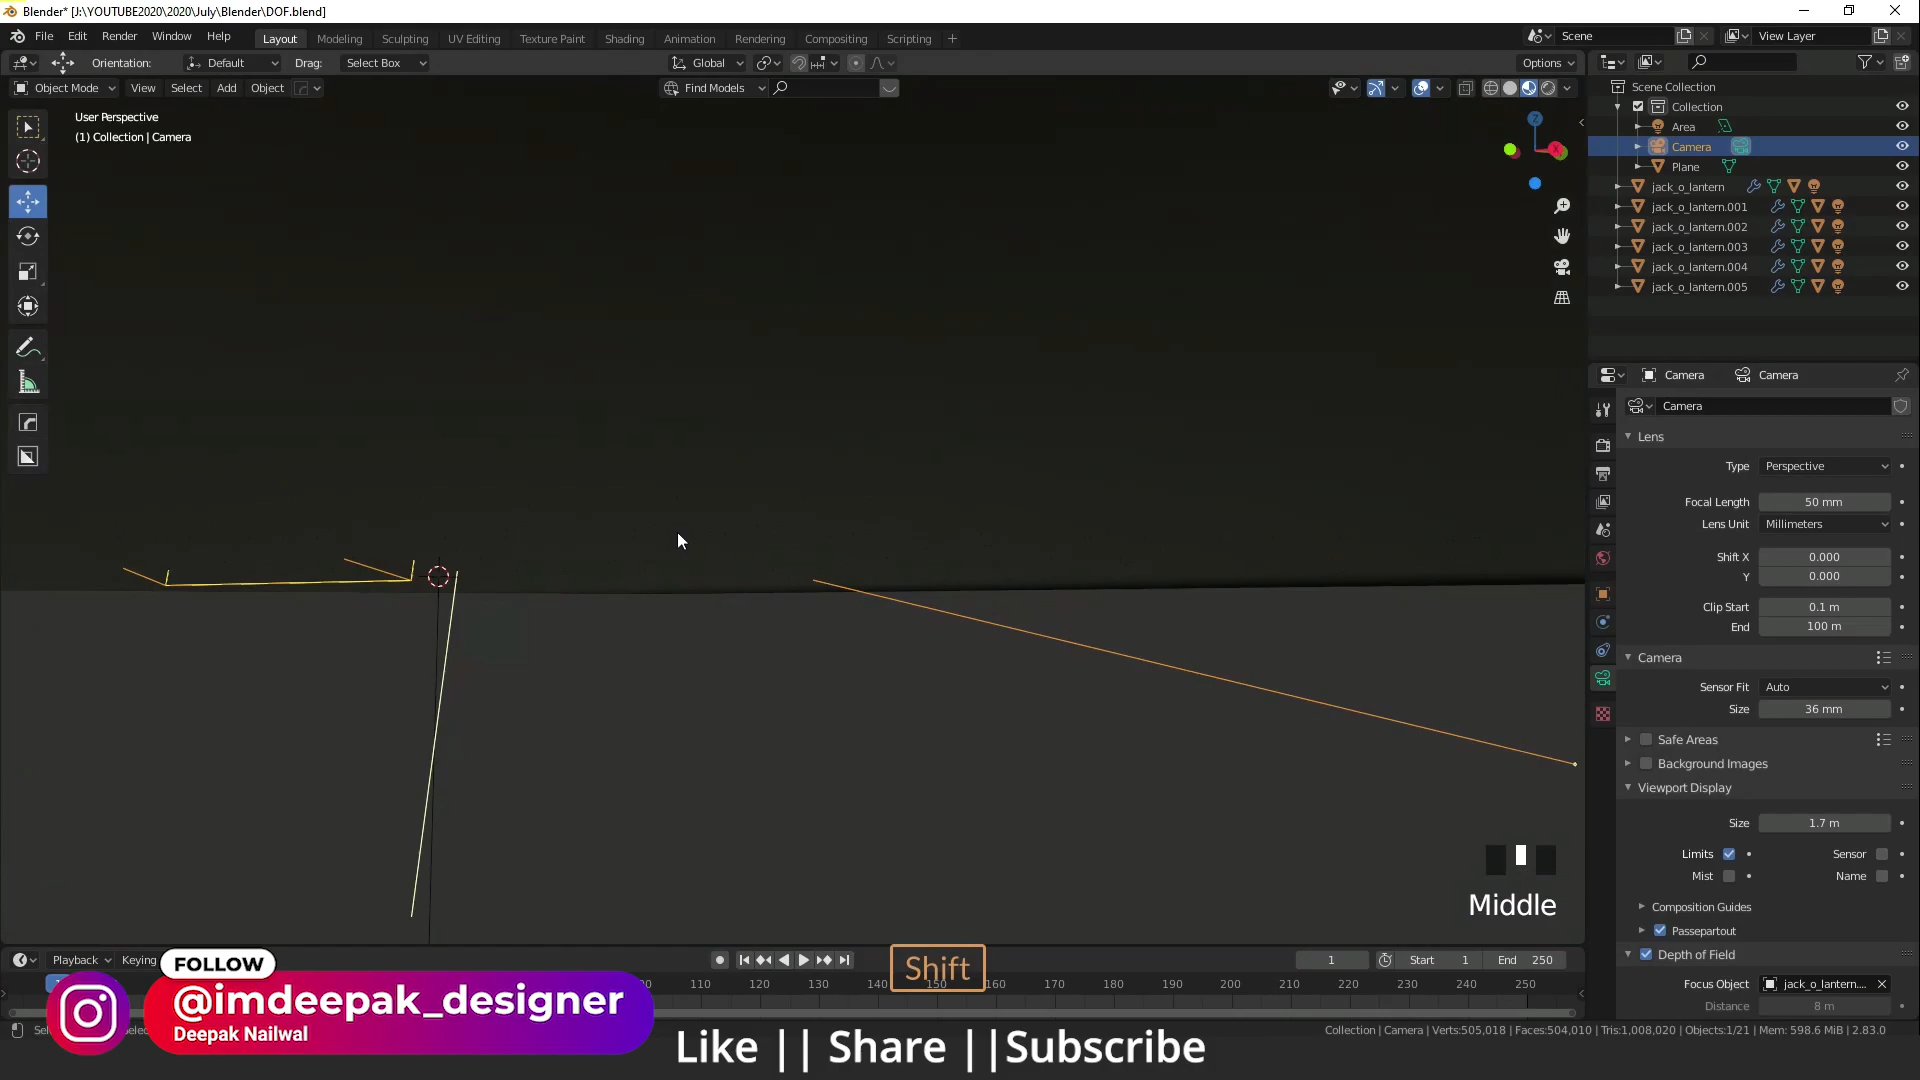 Blender* [J:\YOUTUBE2020\2020\July\Blender\DOF.blend]
File Edit Render Window Help Layout Modeling Sculpting UV Editing Texture Paint Shading Animation Rendering Compositing Scripting + Scene View Layer
Orientation: Default Drag: Select Box Global Options
Object Mode View Select Add Object Find Models
User Perspective
(1) Collection | Camera
Z
X
Scene Collection
Collection
Area
Camera
Plane
jack_o_lantern
jack_o_lantern.001
jack_o_lantern.002
jack_o_lantern.003
jack_o_lantern.004
jack_o_lantern.005
Camera Camera
Camera
Lens
Type Perspective
Focal Length 50 mm
Lens Unit Millimeters
Shift X 0.000
Y 0.000
Clip Start 0.1 m
End 100 m
Camera
Sensor Fit Auto
Size 36 mm
Safe Areas
Background Images
Viewport Display
Size 1.7 m
Limits Sensor
Mist Name
Composition Guides
Passepartout
Depth of Field
Focus Object jack_o_lantern....
Distance 8 m
Middle
Shift
Playback Keying 1 Start 1 End 250
110 120 130 140 150 160 170 180 190 200 210 220 230 240 250
FOLLOW
@imdeepak_designer
Deepak Nailwal
Like || Share ||Subscribe
Collection | Camera | Verts:505,018 | Faces:504,010 | Tris:1,008,020 | Objects:1/21 | Mem: 598.6 MiB | 2.83.0